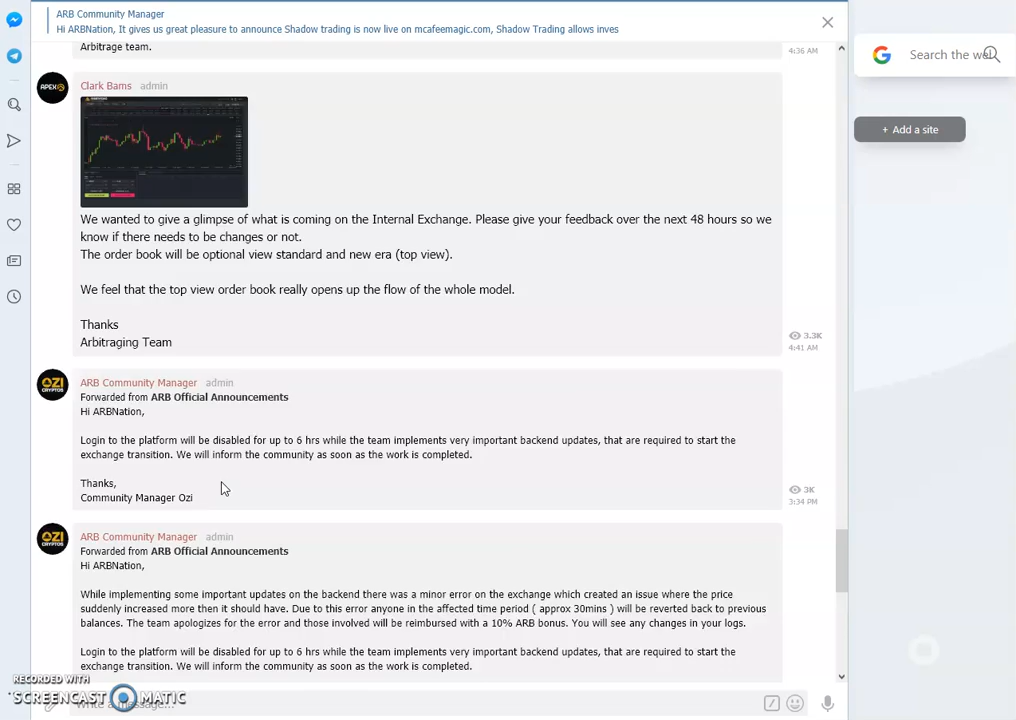 ARB Community Manager
Hi ARBNation, It gives us great pleasure to announce Shadow trading is now live on mcafeemagic.com, Shadow Trading allows inves
Arbitrage team.
4:36 AM
Search the we
+ Add a site
APEX
Clark Bams admin
We wanted to give a glimpse of what is coming on the Internal Exchange. Please give your feedback over the next 48 hours so we
know if there needs to be changes or not.
The order book will be optional view standard and new era (top view).
We feel that the top view order book really opens up the flow of the whole model.
Thanks
Arbitraging Team
3.3K
4:41 AM
OZI
CRYPTOS
ARB Community Manager admin
Forwarded from ARB Official Announcements
Hi ARBNation,
Login to the platform will be disabled for up to 6 hrs while the team implements very important backend updates, that are required to start the
exchange transition. We will inform the community as soon as the work is completed.
Thanks,
Community Manager Ozi
3K
3:34 PM
OZI
CRYPTOS
ARB Community Manager admin
Forwarded from ARB Official Announcements
Hi ARBNation,
While implementing some important updates on the backend there was a minor error on the exchange which created an issue where the price
suddenly increased more then it should have. Due to this error anyone in the affected time period ( approx 30mins ) will be reverted back to previous
balances. The team apologizes for the error and those involved will be reimbursed with a 10% ARB bonus. You will see any changes in your logs.
Login to the platform will be disabled for up to 6 hrs while the team implements very important backend updates, that are required to start the
exchange transition. We will inform the community as soon as the work is completed.
RECORDED WITH
SCREENCAST MATIC
Write a message...